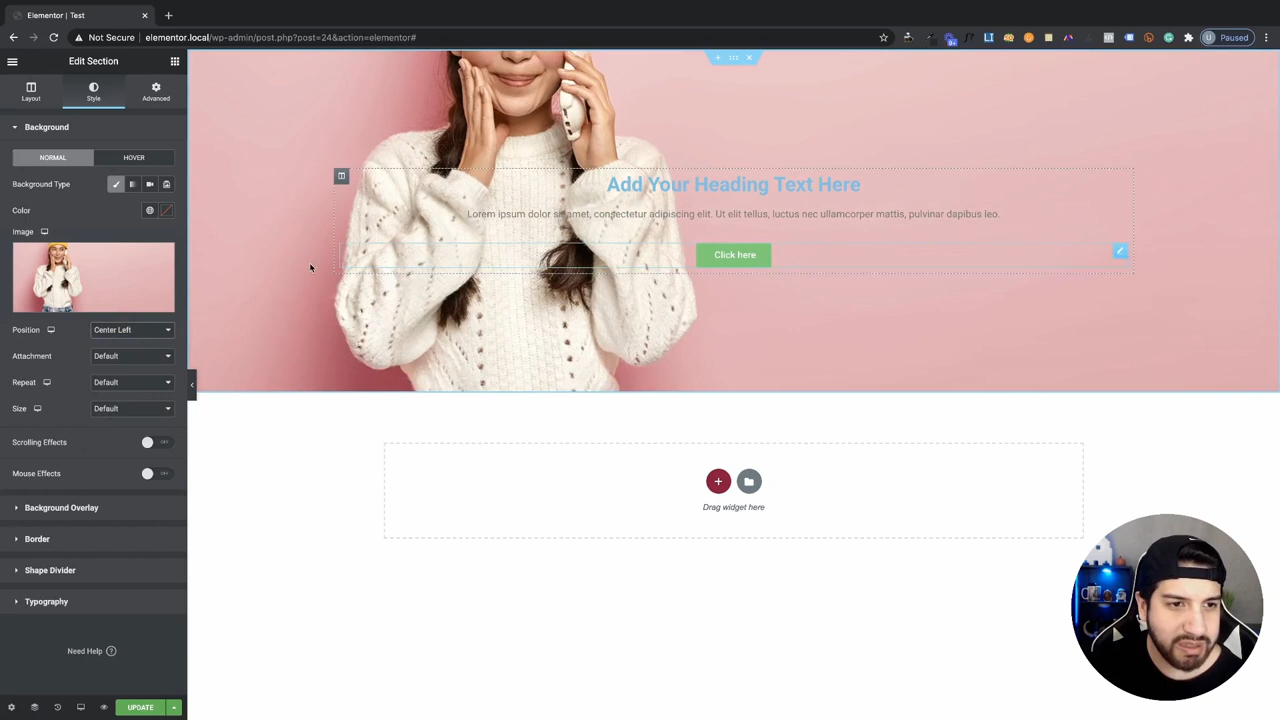 Elementor | Test
Not Secure
elementor.local/wp-admin/post.php?post=24&action=elementor#
Paused
Edit Section
Layout
Style
Advanced
Background
NORMAL
HOVER
Background Type
Color
Image
Position
Center Left
Attachment
Default
Repeat
Default
Size
Default
Scrolling Effects
OFF
Mouse Effects
OFF
Background Overlay
Border
Shape Divider
Typography
Need Help
UPDATE
Add Your Heading Text Here
Lorem ipsum dolor sit amet, consectetur adipiscing elit. Ut elit tellus, luctus nec ullamcorper mattis, pulvinar dapibus leo.
Click here
Drag widget here